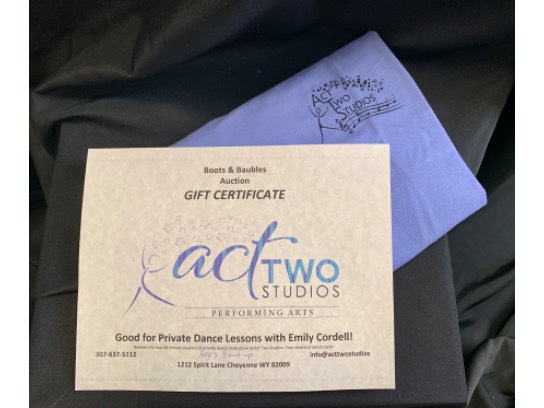 ACT
TWO
STUDIOS
Boots & Baubles
Auction
GIFT CERTIFICATE
act TWO
STUDIOS
PERFORMING ARTS
Good for Private Dance Lessons with Emily Cordell!
307-637-5112
info@acttwostudios
1212 Spirit Lane Cheyenne WY 82009